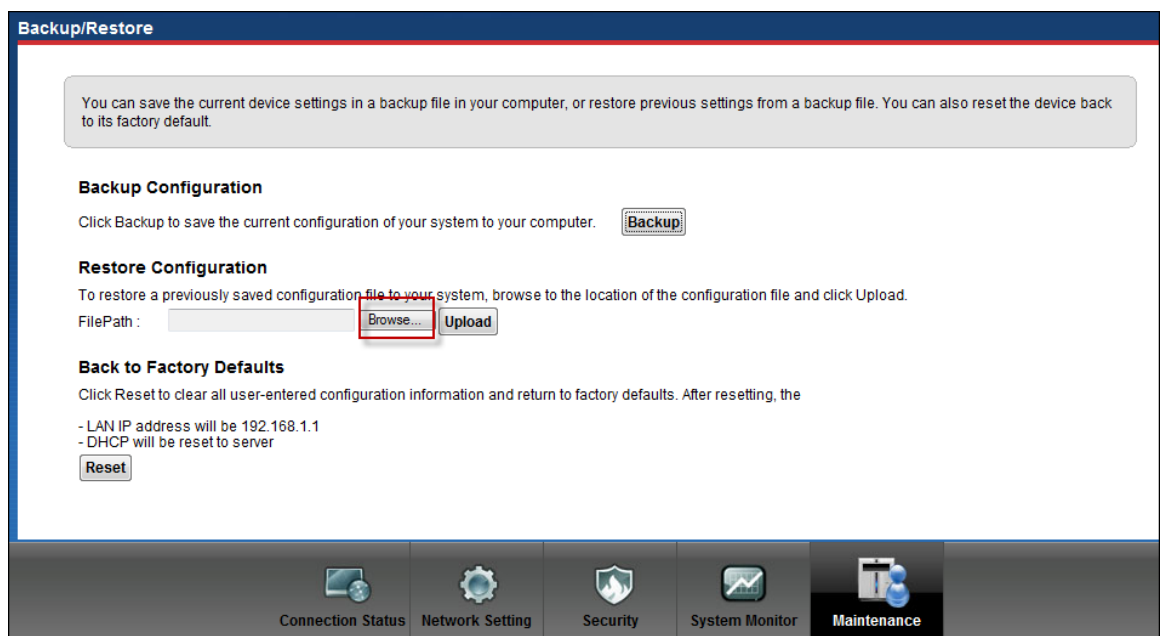 Backup/Restore
You can save the current device settings in a backup file in your computer, or restore previous settings from a backup file. You can also reset the device back
to its factory default.
Backup Configuration
Click Backup to save the current configuration of your system to your computer. Backup
Restore Configuration
To restore a previously saved configuration file to your system, browse to the location of the configuration file and click Upload.
FilePath : Browse... Upload
Back to Factory Defaults
Click Reset to clear all user-entered configuration information and return to factory defaults. After resetting, the
- LAN IP address will be 192.168.1.1
- DHCP will be reset to server
Reset
Connection Status Network Setting Security System Monitor Maintenance